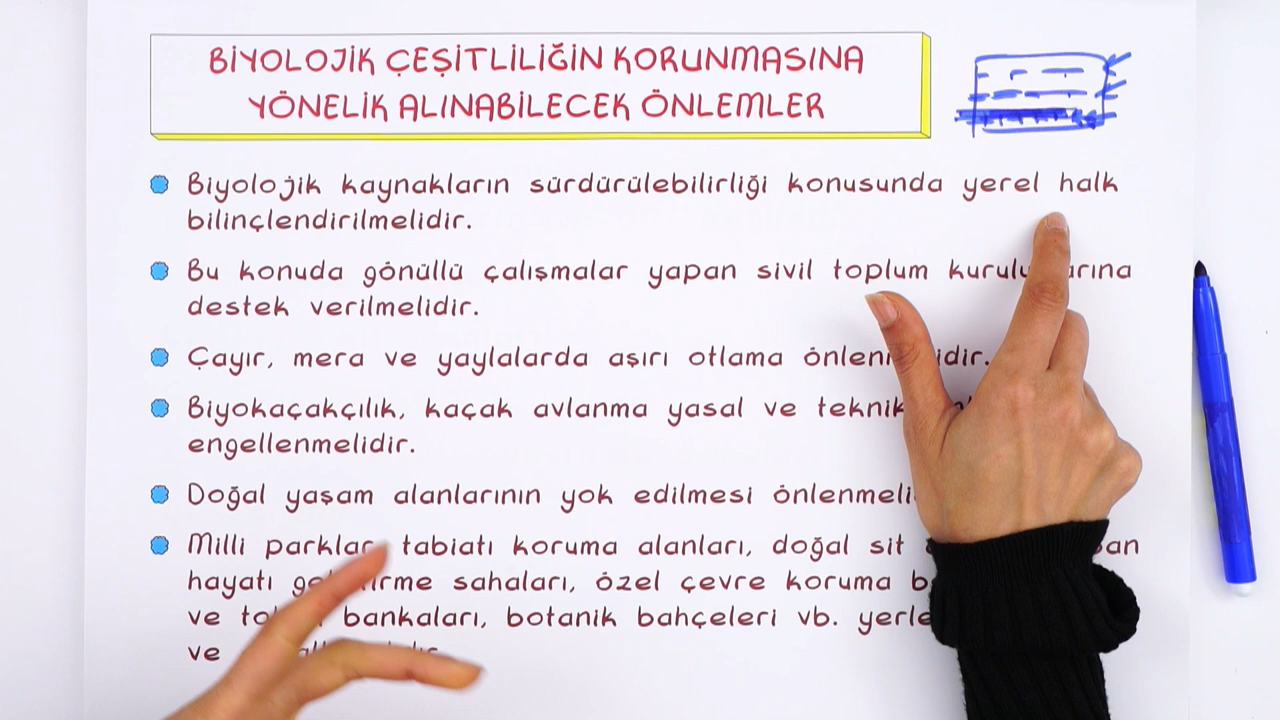 BİYOLOJİK ÇEŞİTLİLİĞİN KORUNMASINA
YÖNELİK ALINABİLECEK ÖNLEMLER
Biyolojik kaynakların sürdürülebilirliği konusunda yerel halk
bilinçlendirilmelidir.
Bu konuda gönüllü çalışmalar yapan sivil toplum
destek verilmelidir.
Çayır, mera ve yaylalarda aşırı otlama
Biyokaçakçılık, kaçak avlanma yasal ve teknik
engellenmelidir.
Doğal yaşam alanlarının yok edilmesi
Milli parklar, tabiatı koruma alanları, doğal sit
hayatı sahaları, özel çevre koruma
ve bankaları, botanik bahçeleri vb.
ve